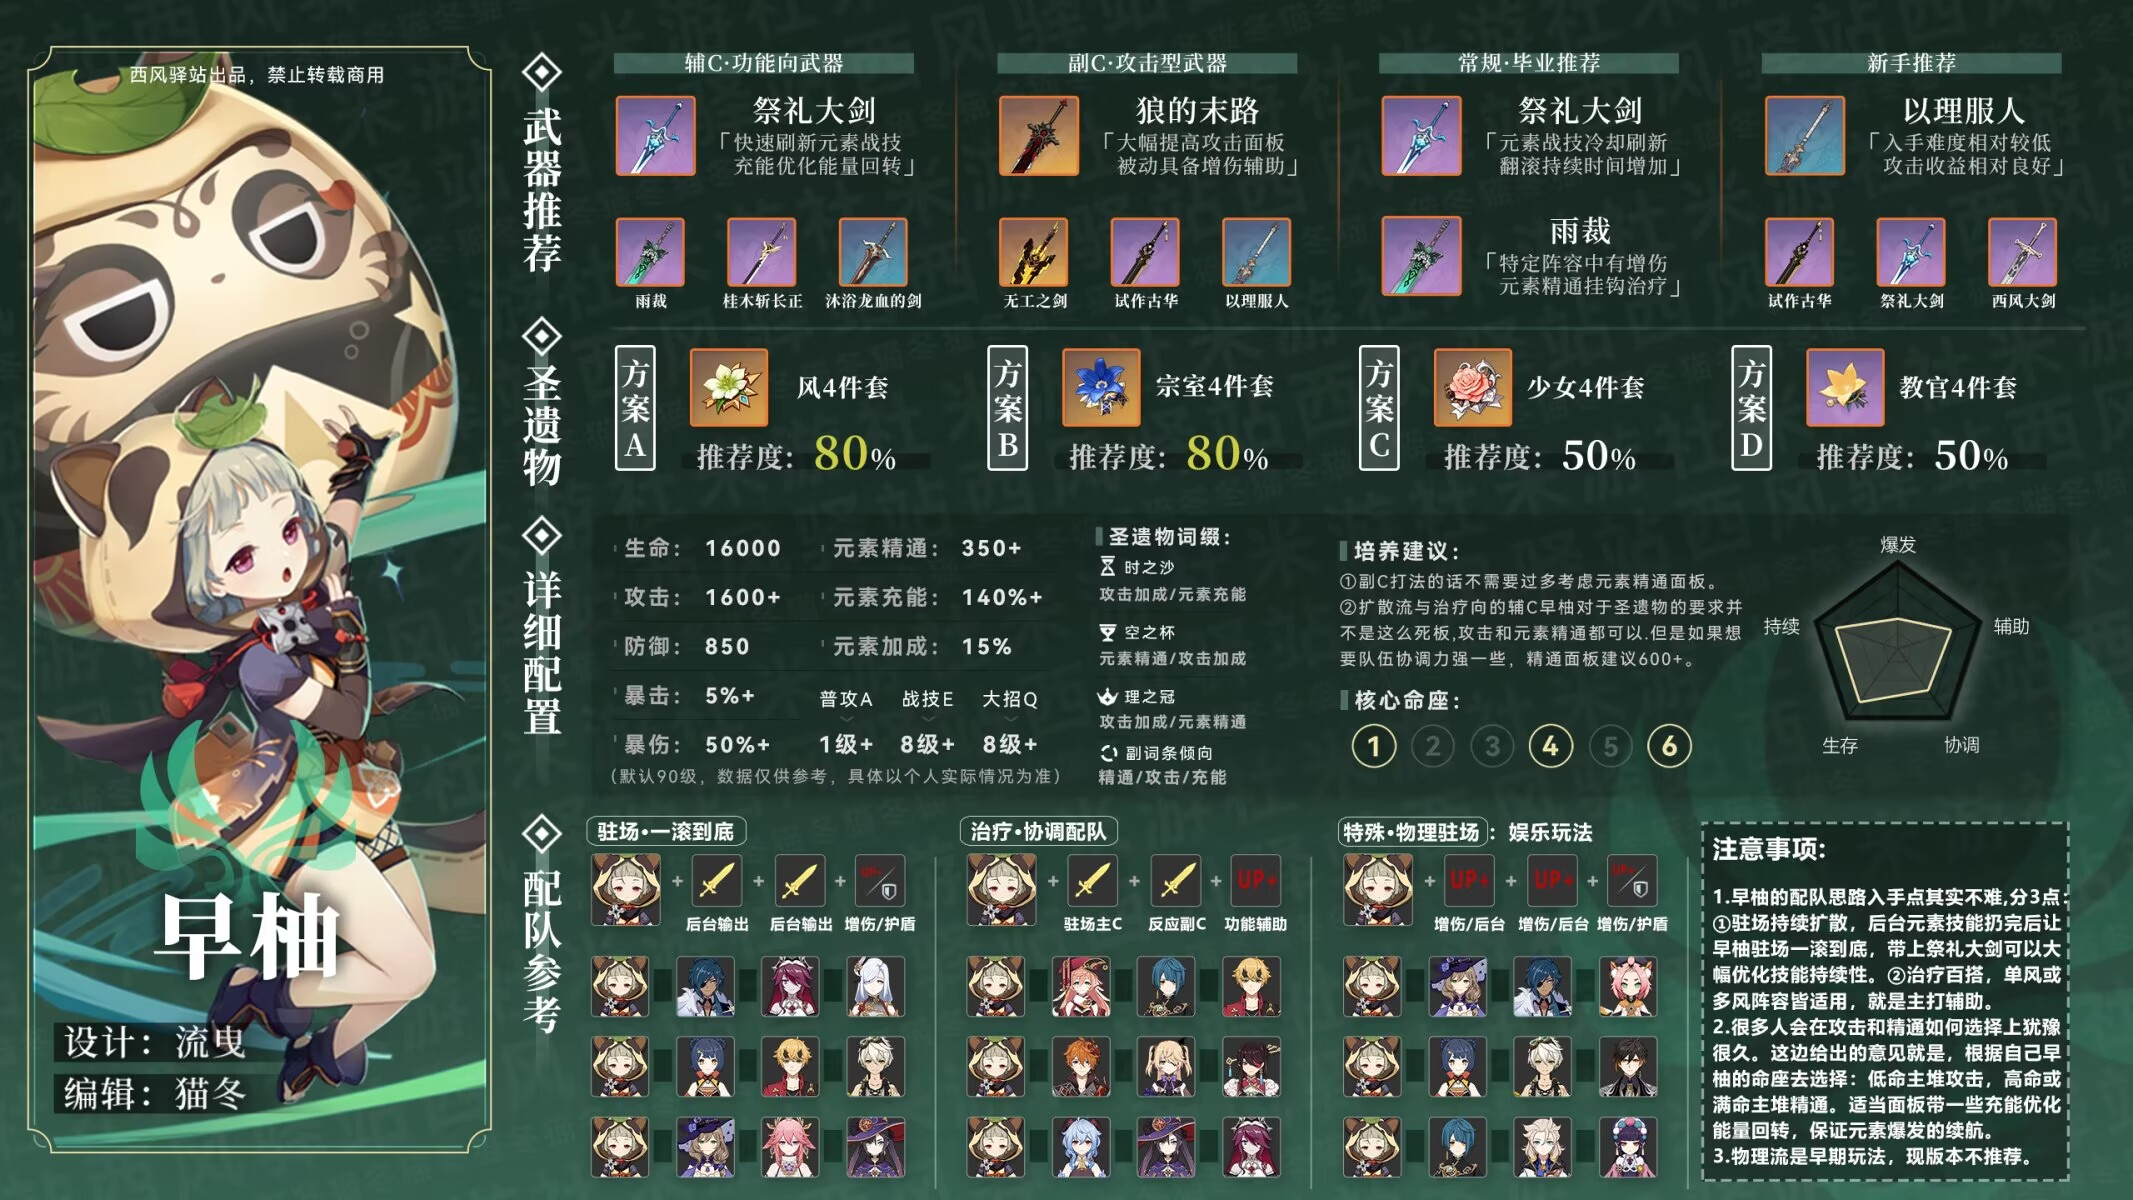 西风驿站出品，禁止转载商用
早柚
设计：流曳
编辑：猫冬
武器推荐
辅C·功能向武器
祭礼大剑
「快速刷新元素战技
充能优化能量回转」
雨裁
桂木斩长正
沐浴龙血的剑
副C·攻击型武器
狼的末路
「大幅提高攻击面板
被动具备增伤辅助」
无工之剑
试作古华
以理服人
常规·毕业推荐
祭礼大剑
「元素战技冷却刷新
翻滚持续时间增加」
雨裁
「特定阵容中有增伤
元素精通挂钩治疗」
新手推荐
以理服人
「入手难度相对较低
攻击收益相对良好」
试作古华
祭礼大剑
西风大剑
圣遗物
方案A
风4件套
推荐度：80%
方案B
宗室4件套
推荐度：80%
方案C
少女4件套
推荐度：50%
方案D
教官4件套
推荐度：50%
详细配置
生命：16000
元素精通：350+
攻击：1600+
元素充能：140%+
防御：850
元素加成：15%
暴击：5%+
普攻A 战技E 大招Q
暴伤：50%+
1级+ 8级+ 8级+
（默认90级，数据仅供参考，具体以个人实际情况为准）
圣遗物词缀：
时之沙
攻击加成/元素充能
空之杯
元素精通/攻击加成
理之冠
攻击加成/元素精通
副词条倾向
精通/攻击/充能
培养建议：
①副C打法的话不需要过多考虑元素精通面板。
②扩散流与治疗向的辅C早柚对于圣遗物的要求并
不是这么死板,攻击和元素精通都可以.但是如果想
要队伍协调力强一些，精通面板建议600+。
核心命座：
1 2 3 4 5 6
爆发
持续
辅助
生存
协调
配队参考
驻场·一滚到底
+ + + UP+
后台输出 后台输出 增伤/护盾
治疗·协调配队
+ + + UP+
驻场主C 反应副C 功能辅助
特殊·物理驻场：娱乐玩法
+ UP+ + UP+ + UP+
增伤/后台 增伤/后台 增伤/护盾
注意事项:
1.早柚的配队思路入手点其实不难,分3点:
①驻场持续扩散，后台元素技能扔完后让
早柚驻场一滚到底，带上祭礼大剑可以大
幅优化技能持续性。②治疗百搭，单风或
多风阵容皆适用，就是主打辅助。
2.很多人会在攻击和精通如何选择上犹豫
很久。这边给出的意见就是，根据自己早
柚的命座去选择：低命主堆攻击，高命或
满命主堆精通。适当面板带一些充能优化
能量回转，保证元素爆发的续航。
3.物理流是早期玩法，现版本不推荐。